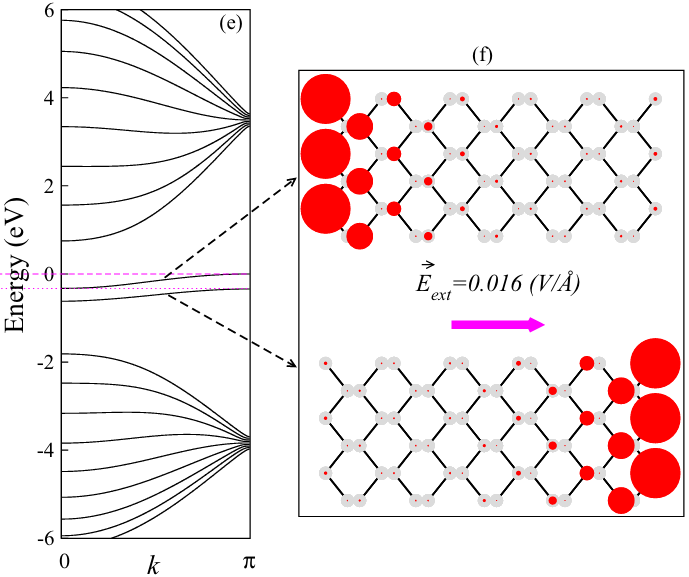 6
(e)
4
2
0
-2
-4
-6
Energy (eV)
0
k
π
(f)
E⃗ext=0.016 (V/Å)